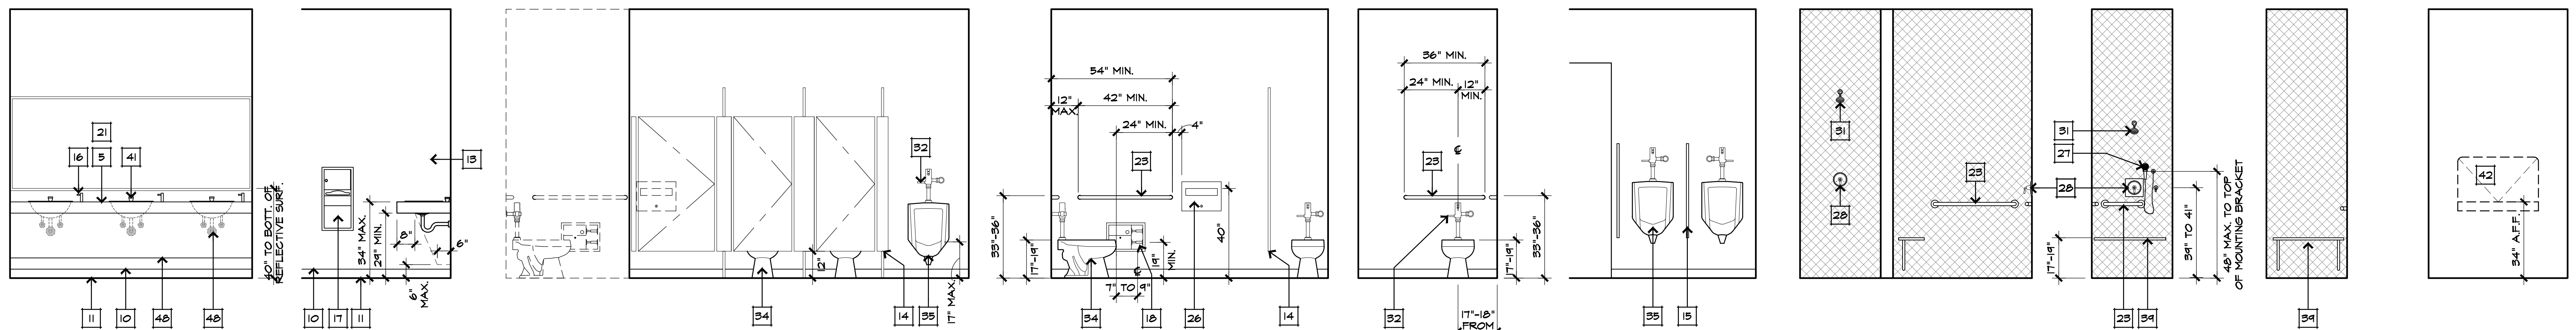 21
16
5
41
40" TO BOTT. OF
REFLECTIVE SURF.
11
10
48
48
13
34" MAX.
29" MIN.
8"
6"
6"
MAX.
10
17
11
32
12"
17" MAX.
34
14
35
54" MIN.
12"
MAX.
42" MIN.
24" MIN.
4"
23
33"-36"
17"-19"
19"
MIN.
40"
7" TO 9"
34
18
26
14
36" MIN.
24" MIN.
12"
MIN.
23
33"-36"
17"-19"
32
17"-18"
FROM
35
15
31
28
23
31
27
28
17"-19"
39" TO 41"
48" MAX. TO TOP
OF MOUNTING BRACKET
23
39
39
42
34" A.F.F.